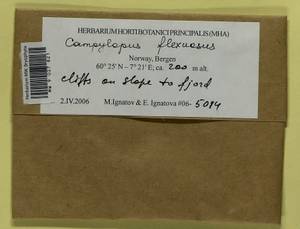 HERBARIUM HORTI BOTANICI PRINCIPALIS (MHA)
Campylopus flexuosus
Norway, Bergen
60° 25' N – 7° 21' E; ca. 200 m alt.
cliffs on slope to fjord
2.IV.2006 M.Ignatov & E. Ignatova #06- 5014